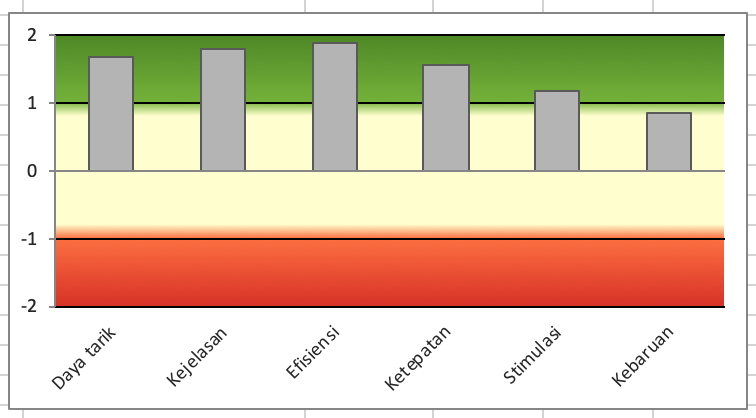 2
1
0
-1
-2
Daya tarik
Kejelasan
Efisiensi
Ketepatan
Stimulasi
Kebaruan